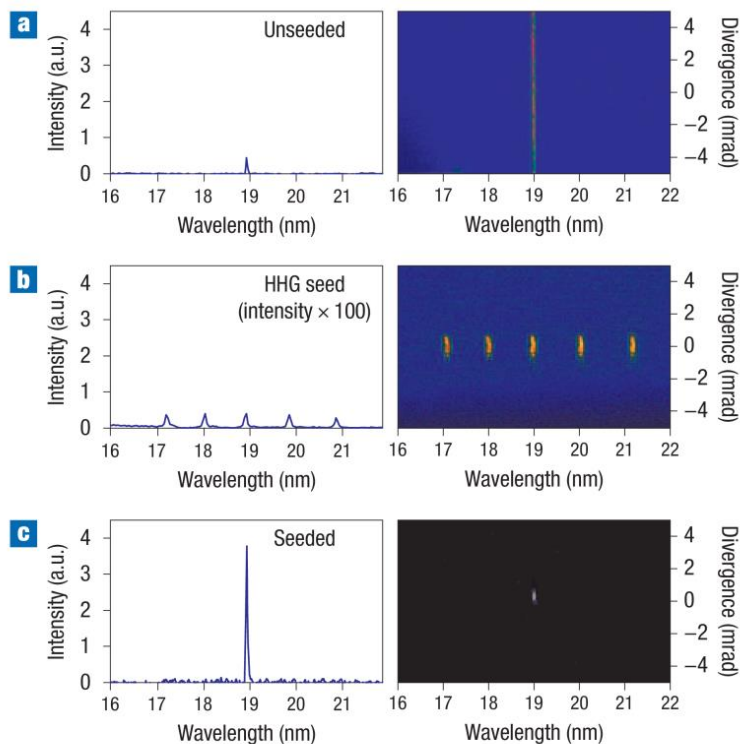 a
Unseeded
Intensity (a.u.)
4
3
2
1
0
16 17 18 19 20 21
Wavelength (nm)
Divergence (mrad)
4
2
0
−2
−4
16 17 18 19 20 21 22
Wavelength (nm)
b
HHG seed
(intensity × 100)
Intensity (a.u.)
4
3
2
1
0
16 17 18 19 20 21
Wavelength (nm)
Divergence (mrad)
4
2
0
−2
−4
16 17 18 19 20 21 22
Wavelength (nm)
c
Seeded
Intensity (a.u.)
4
3
2
1
0
16 17 18 19 20 21
Wavelength (nm)
Divergence (mrad)
4
2
0
−2
−4
16 17 18 19 20 21 22
Wavelength (nm)